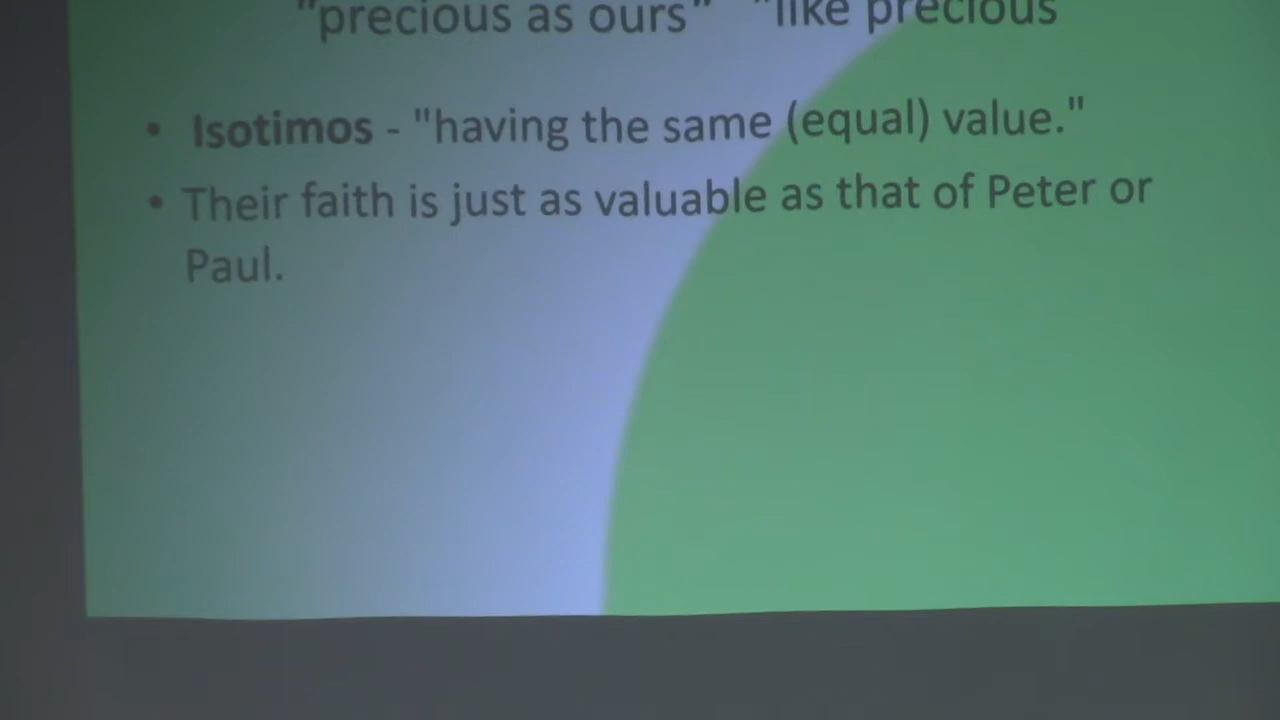 "precious as ours" "like precious
• Isotimos - "having the same (equal) value."
• Their faith is just as valuable as that of Peter or
Paul.